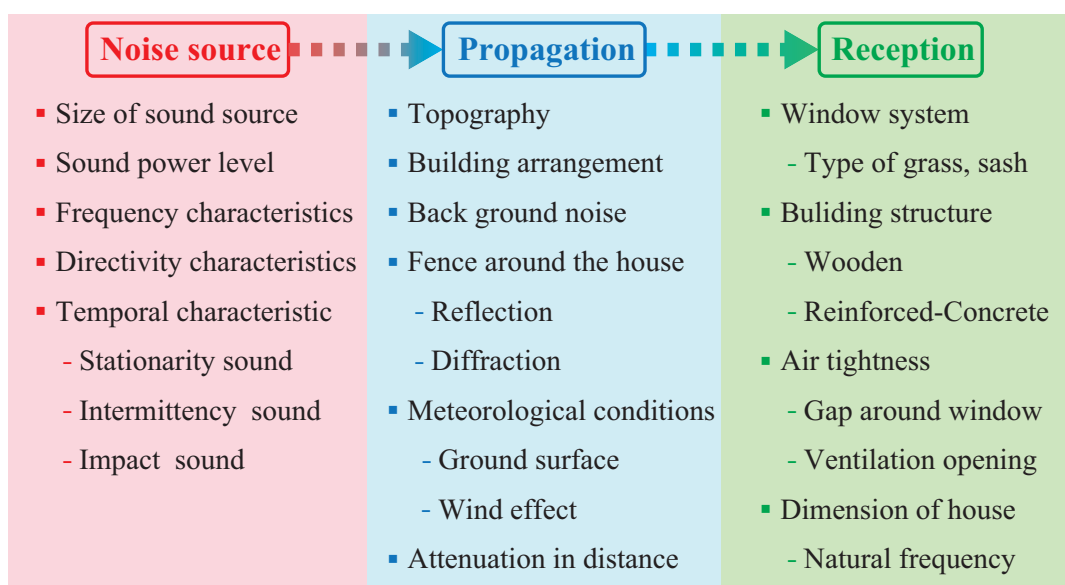 Noise source
Size of sound source
Sound power level
Frequency characteristics
Directivity characteristics
Temporal characteristic
- Stationarity sound
- Intermittency sound
- Impact sound
Propagation
Topography
Building arrangement
Back ground noise
Fence around the house
- Reflection
- Diffraction
Meteorological conditions
- Ground surface
- Wind effect
Attenuation in distance
Reception
Window system
- Type of grass, sash
Buliding structure
- Wooden
- Reinforced-Concrete
Air tightness
- Gap around window
- Ventilation opening
Dimension of house
- Natural frequency